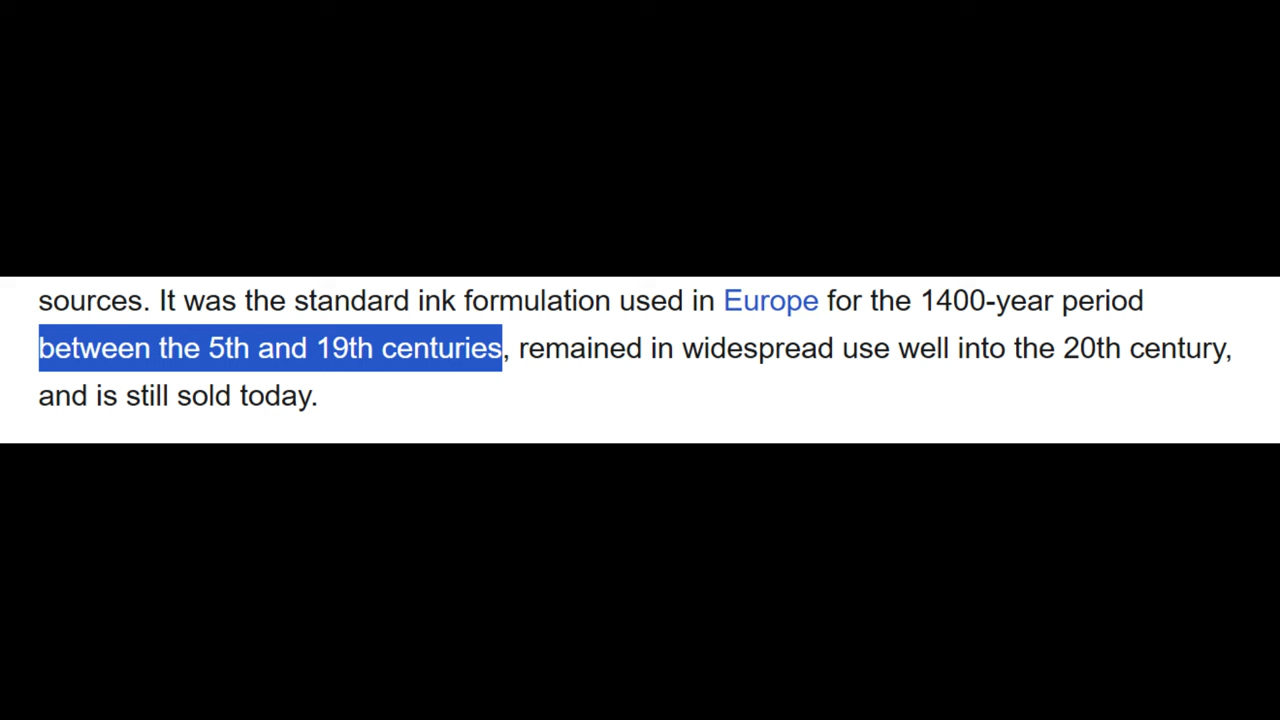 sources. It was the standard ink formulation used in Europe for the 1400-year period
between the 5th and 19th centuries, remained in widespread use well into the 20th century,
and is still sold today.